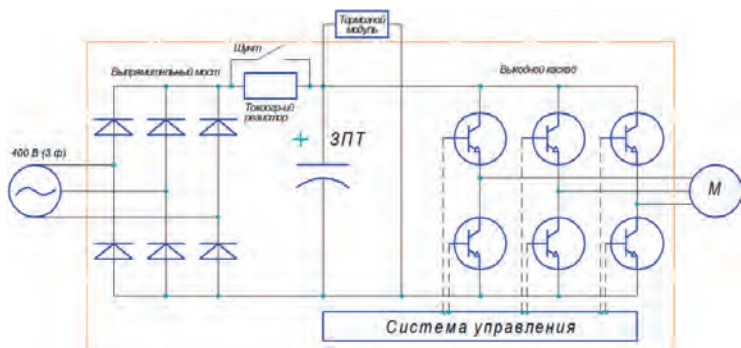 Тормозной
модуль
Шунт
Выпрямительный мост
Выходной каскад
Токоогр-ий
резистор
400 В (3 ф)
+
ЗПТ
М
Система управления